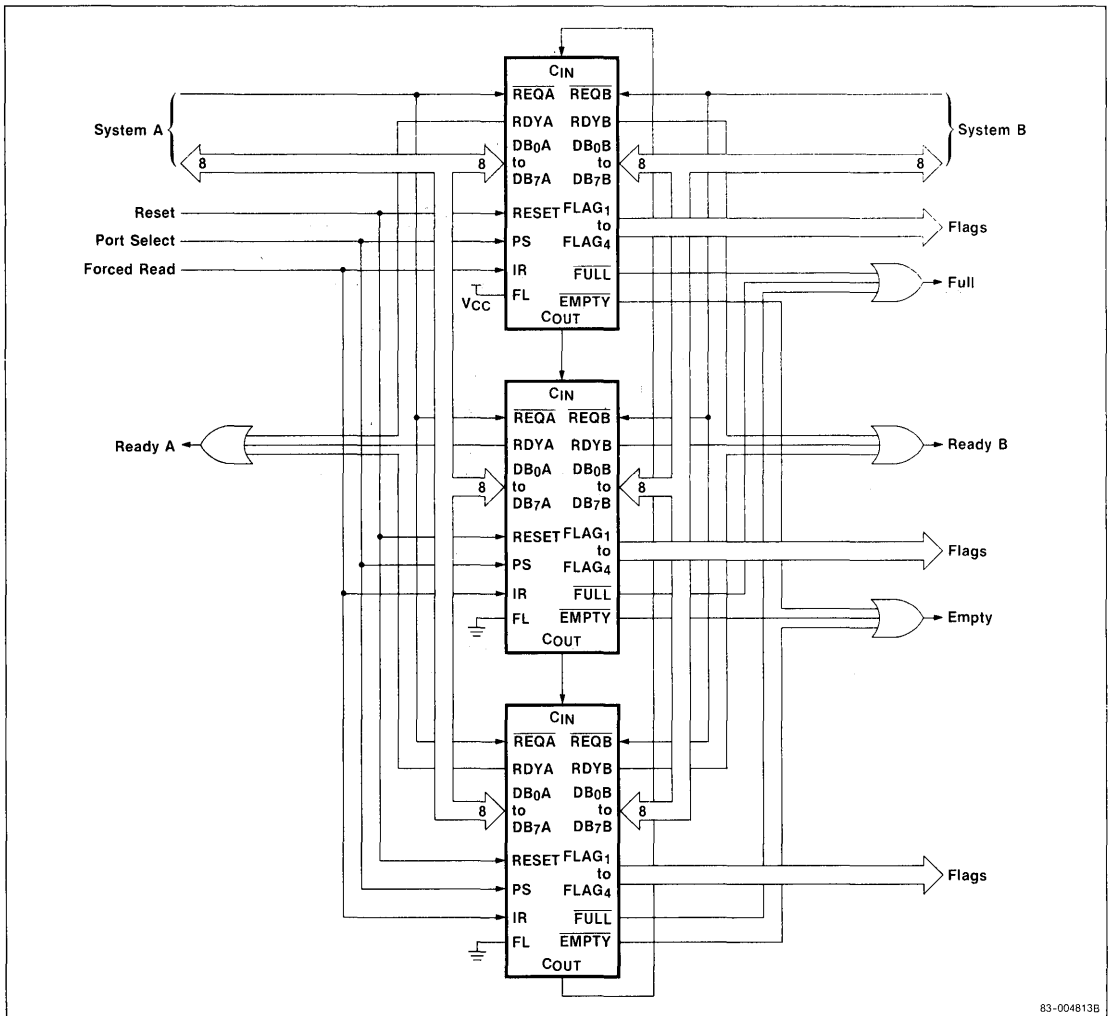 CIN
REQA REQB
System A RDYA RDYB System B
DB0A DB0B
8 8 to to 8
DB7A DB7B
Reset RESET FLAG1
to Flags
Port Select PS FLAG4
Forced Read IR FULL Full
VCC FL EMPTY
COUT
CIN
REQA REQB
Ready A RDYA RDYB Ready B
DB0A DB0B
8 to to 8
DB7A DB7B
RESET FLAG1
to Flags
PS FLAG4
IR FULL
FL EMPTY Empty
COUT
CIN
REQA REQB
RDYA RDYB
DB0A DB0B
8 to to 8
DB7A DB7B
RESET FLAG1
to Flags
PS FLAG4
IR FULL
FL EMPTY
COUT
83-004813B